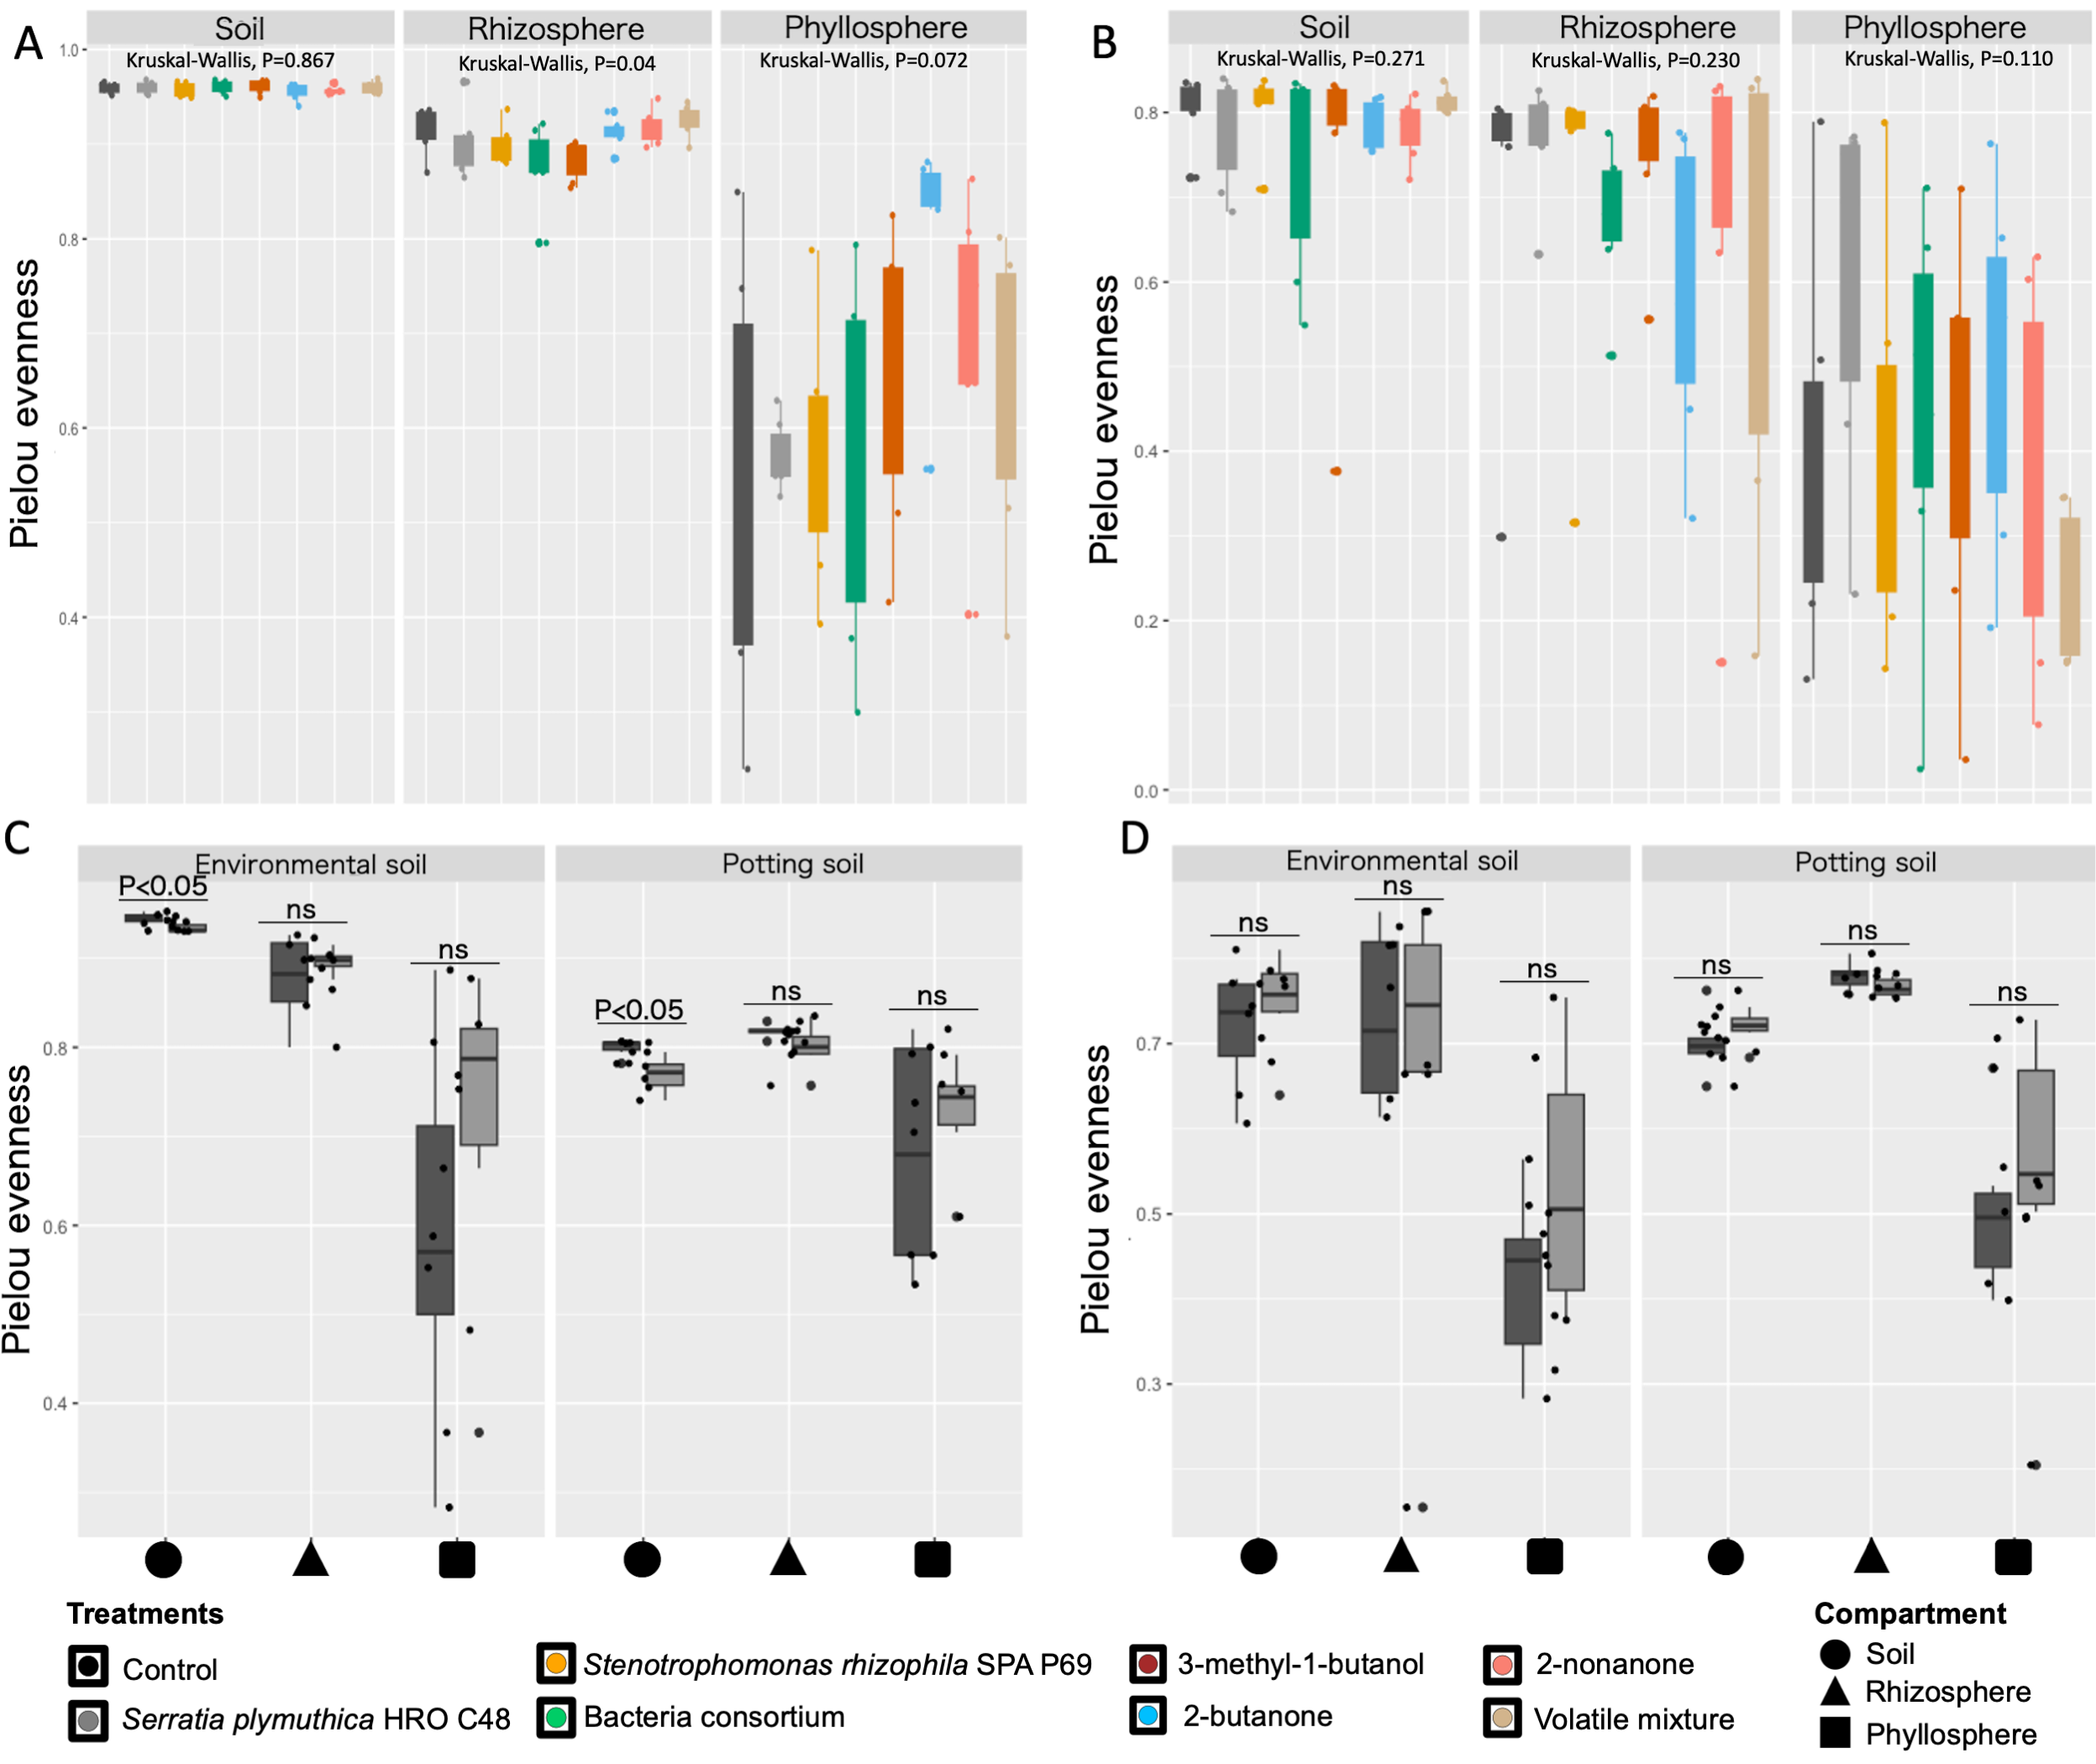 A
Soil
Rhizosphere
Phyllosphere
Kruskal-Wallis, P=0.867
Kruskal-Wallis, P=0.04
Kruskal-Wallis, P=0.072
1.0
0.8
0.6
0.4
Pielou evenness
B
Soil
Rhizosphere
Phyllosphere
Kruskal-Wallis, P=0.271
Kruskal-Wallis, P=0.230
Kruskal-Wallis, P=0.110
0.8
0.6
0.4
0.2
0.0
Pielou evenness
C
Environmental soil
Potting soil
P<0.05
ns
ns
P<0.05
ns
ns
0.8
0.6
0.4
Pielou evenness
D
Environmental soil
Potting soil
ns
ns
ns
ns
ns
ns
0.7
0.5
0.3
Pielou evenness
Treatments
Control
Serratia plymuthica HRO C48
Stenotrophomonas rhizophila SPA P69
Bacteria consortium
3-methyl-1-butanol
2-butanone
2-nonanone
Volatile mixture
Compartment
Soil
Rhizosphere
Phyllosphere